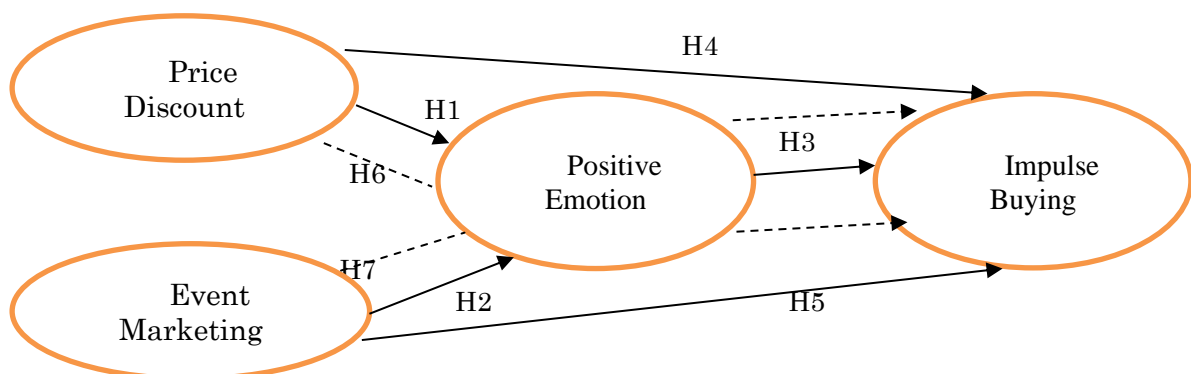 H4
Price
Discount
H1
H3
Positive
Emotion
Impulse
Buying
H6
H7
Event
Marketing
H2
H5